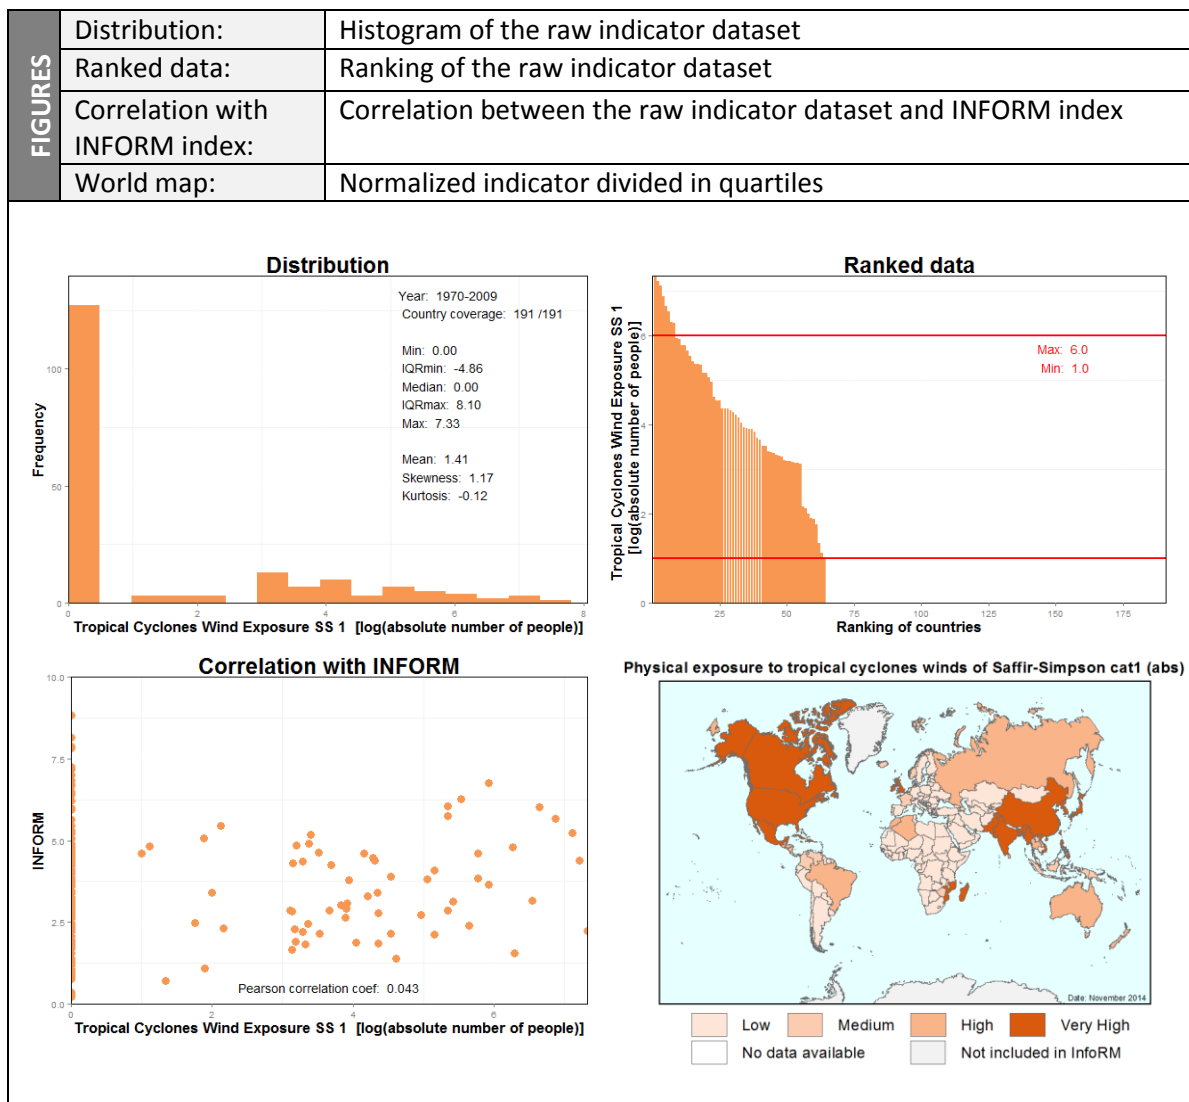 FIGURES
Distribution: Histogram of the raw indicator dataset
Ranked data: Ranking of the raw indicator dataset
Correlation with Correlation between the raw indicator dataset and INFORM index
INFORM index:
World map: Normalized indicator divided in quartiles
Distribution
Year: 1970-2009
Country coverage: 191 /191
Min: 0.00
IQRmin: -4.86
Median: 0.00
IQRmax: 8.10
Max: 7.33
Mean: 1.41
Skewness: 1.17
Kurtosis: -0.12
Frequency
100
50
0
0 2 4 6 8
Tropical Cyclones Wind Exposure SS 1 [log(absolute number of people)]
Ranked data
Max: 6.0
Min: 1.0
Tropical Cyclones Wind Exposure SS 1
[log(absolute number of people)]
6
4
2
0
25 50 75 100 125 150 175
Ranking of countries
Correlation with INFORM
10.0
7.5
5.0
2.5
0.0
INFORM
Pearson correlation coef: 0.043
0 2 4 6
Tropical Cyclones Wind Exposure SS 1 [log(absolute number of people)]
Physical exposure to tropical cyclones winds of Saffir-Simpson cat1 (abs)
Date: November 2014
Low Medium High Very High
No data available Not included in InfoRM